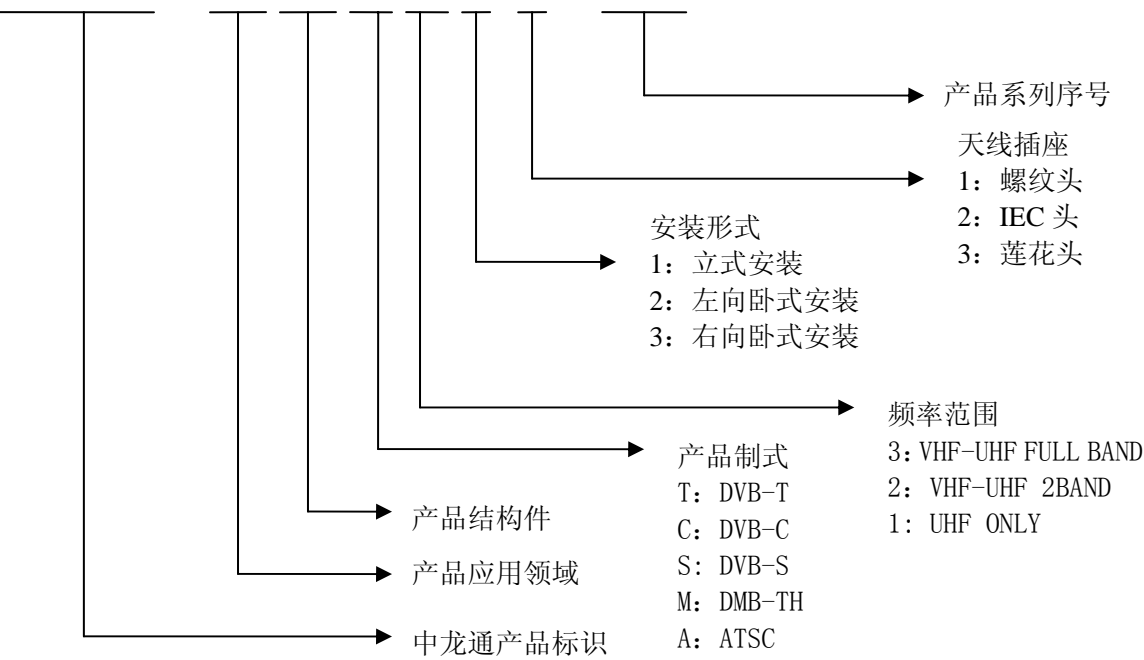 产品系列序号
天线插座
1：螺纹头
2：IEC 头
3：莲花头
安装形式
1：立式安装
2：左向卧式安装
3：右向卧式安装
频率范围
3：VHF-UHF FULL BAND
2：VHF-UHF 2BAND
1: UHF ONLY
产品制式
T：DVB-T
C：DVB-C
S: DVB-S
M：DMB-TH
A：ATSC
产品结构件
产品应用领域
中龙通产品标识